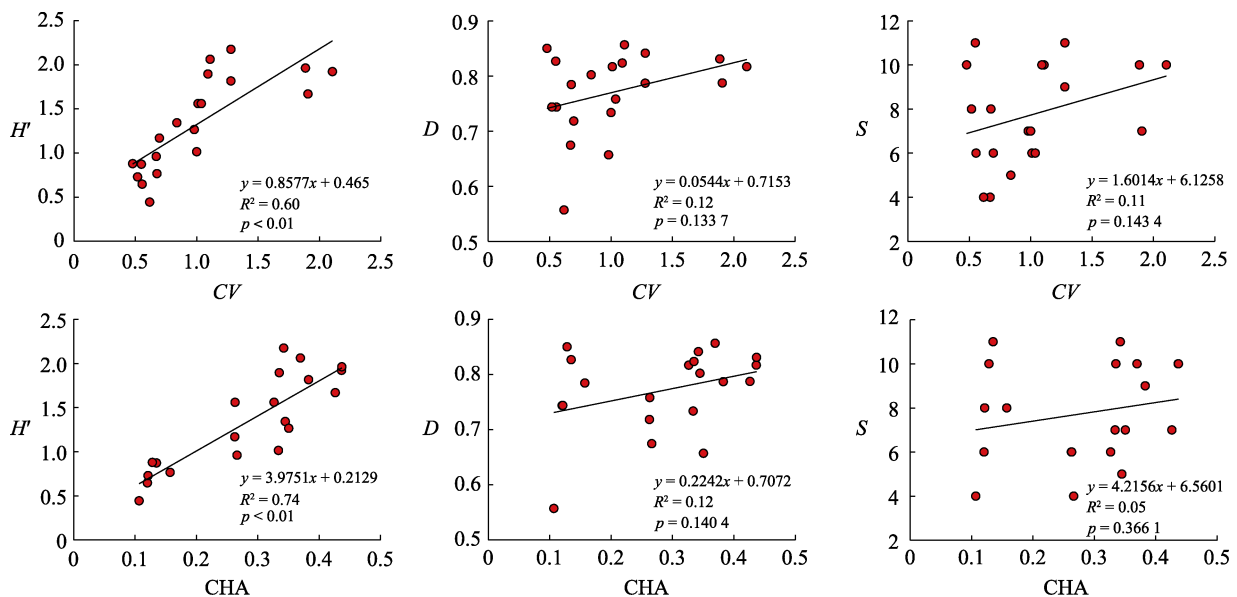 2.5
2.0
1.5
H'
1.0
0.5
0
y = 0.8577x + 0.465
R² = 0.60
p < 0.01
0 0.5 1.0 1.5 2.0 2.5
CV
0.9
0.8
D
0.7
0.6
0.5
y = 0.0544x + 0.7153
R² = 0.12
p = 0.133 7
0 0.5 1.0 1.5 2.0 2.5
CV
12
10
8
S
6
4
2
y = 1.6014x + 6.1258
R² = 0.11
p = 0.143 4
0 0.5 1.0 1.5 2.0 2.5
CV
2.5
2.0
1.5
H'
1.0
0.5
0
y = 3.9751x + 0.2129
R² = 0.74
p < 0.01
0 0.1 0.2 0.3 0.4 0.5
CHA
0.9
0.8
D
0.7
0.6
0.5
y = 0.2242x + 0.7072
R² = 0.12
p = 0.140 4
0 0.1 0.2 0.3 0.4 0.5
CHA
12
10
8
S
6
4
2
y = 4.2156x + 6.5601
R² = 0.05
p = 0.366 1
0 0.1 0.2 0.3 0.4 0.5
CHA